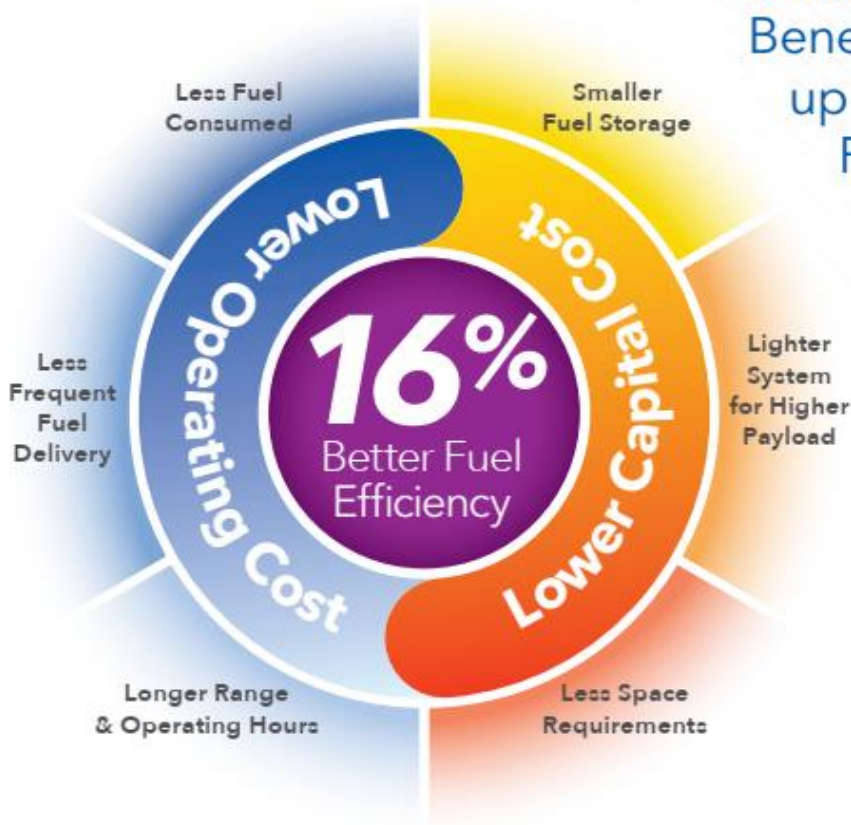 up
Less Fuel
Consumed
Smaller
Fuel Storage
Lower Operating Cost
Lower Capital Cost
16%
Better Fuel
Efficiency
Less
Frequent
Fuel
Delivery
Lighter
System
for Higher
Payload
Longer Range
& Operating Hours
Less Space
Requirements